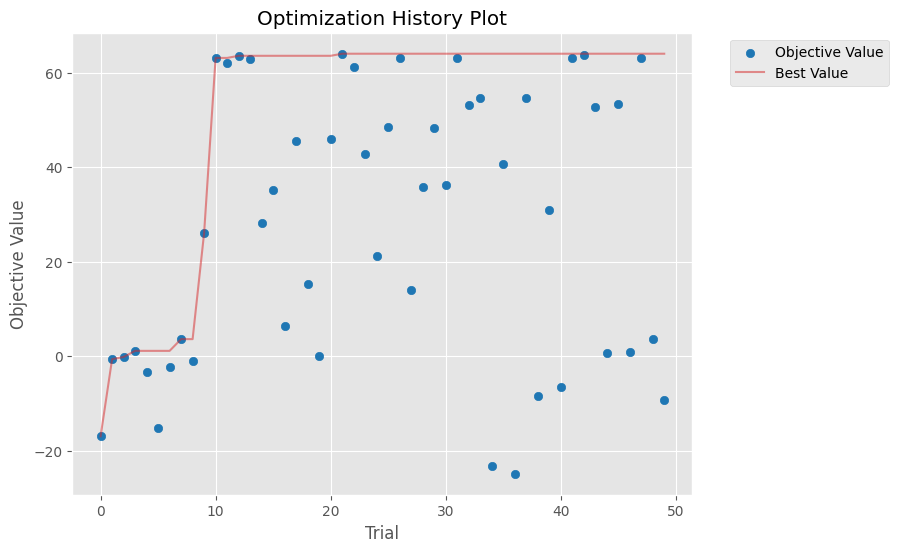 Optimization History Plot
Objective Value
Best Value
Objective Value
60
40
20
0
−20
0 10 20 30 40 50
Trial